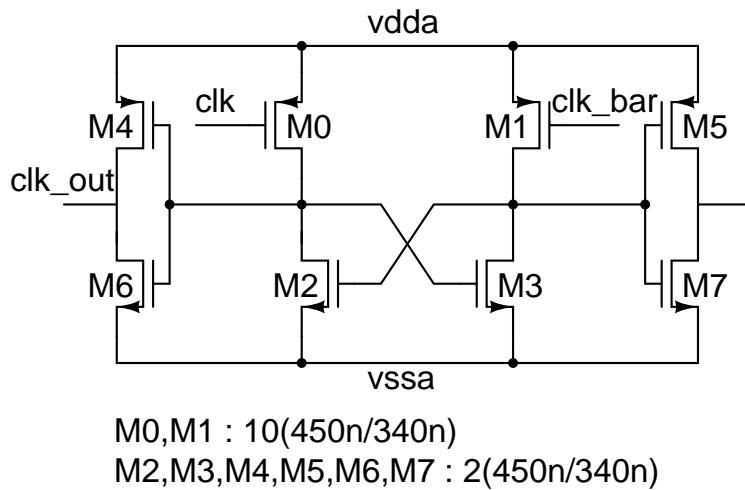 vdda
clk
clk_bar
M4
M0
M1
M5
clk_out
M6
M2
M3
M7
vssa
M0,M1 : 10(450n/340n)
M2,M3,M4,M5,M6,M7 : 2(450n/340n)